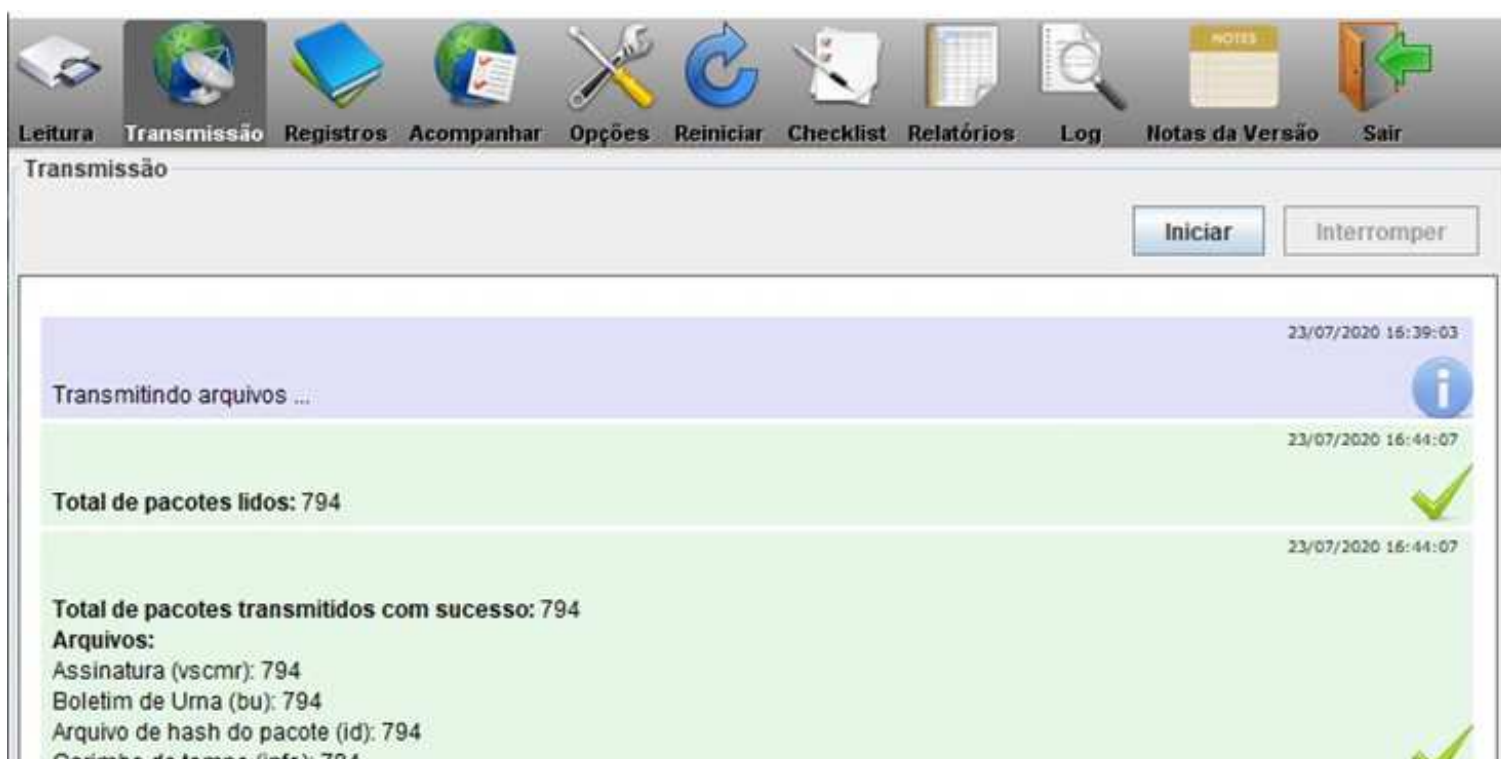 NOTES
Leitura Transmissão Registros Acompanhar Opções Reiniciar Checklist Relatórios Log Notas da Versão Sair
Transmissão
Iniciar Interromper
23/07/2020 16:39:03
Transmitindo arquivos ...
23/07/2020 16:44:07
Total de pacotes lidos: 794
23/07/2020 16:44:07
Total de pacotes transmitidos com sucesso: 794
Arquivos:
Assinatura (vscmr): 794
Boletim de Urna (bu): 794
Arquivo de hash do pacote (id): 794